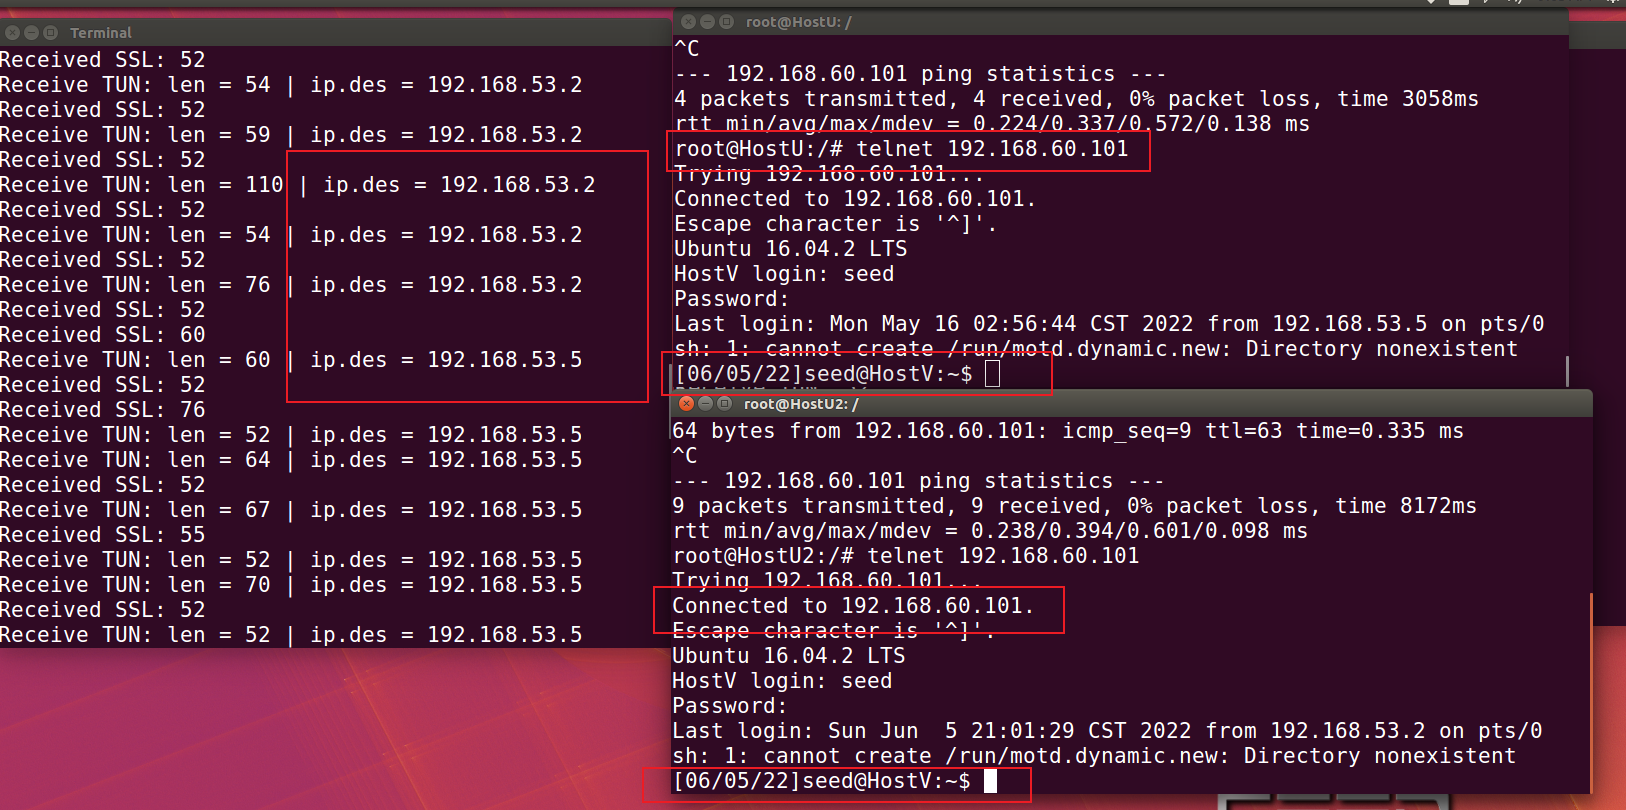 Terminal
Received SSL: 52
Receive TUN: len = 54 | ip.des = 192.168.53.2
Received SSL: 52
Receive TUN: len = 59 | ip.des = 192.168.53.2
Received SSL: 52
Receive TUN: len = 110 | ip.des = 192.168.53.2
Received SSL: 52
Receive TUN: len = 54 | ip.des = 192.168.53.2
Received SSL: 52
Receive TUN: len = 76 | ip.des = 192.168.53.2
Received SSL: 52
Received SSL: 60
Receive TUN: len = 60 | ip.des = 192.168.53.5
Received SSL: 52
Received SSL: 76
Receive TUN: len = 52 | ip.des = 192.168.53.5
Receive TUN: len = 64 | ip.des = 192.168.53.5
Received SSL: 52
Receive TUN: len = 67 | ip.des = 192.168.53.5
Received SSL: 55
Receive TUN: len = 52 | ip.des = 192.168.53.5
Receive TUN: len = 70 | ip.des = 192.168.53.5
Received SSL: 52
Receive TUN: len = 52 | ip.des = 192.168.53.5
root@HostU: /
^C
--- 192.168.60.101 ping statistics ---
4 packets transmitted, 4 received, 0% packet loss, time 3058ms
rtt min/avg/max/mdev = 0.224/0.337/0.572/0.138 ms
root@HostU:/# telnet 192.168.60.101
Trying 192.168.60.101...
Connected to 192.168.60.101.
Escape character is '^]'.
Ubuntu 16.04.2 LTS
HostV login: seed
Password:
Last login: Mon May 16 02:56:44 CST 2022 from 192.168.53.5 on pts/0
sh: 1: cannot create /run/motd.dynamic.new: Directory nonexistent
[06/05/22]seed@HostV:~$
root@HostU2: /
64 bytes from 192.168.60.101: icmp_seq=9 ttl=63 time=0.335 ms
^C
--- 192.168.60.101 ping statistics ---
9 packets transmitted, 9 received, 0% packet loss, time 8172ms
rtt min/avg/max/mdev = 0.238/0.394/0.601/0.098 ms
root@HostU2:/# telnet 192.168.60.101
Trying 192.168.60.101...
Connected to 192.168.60.101.
Escape character is '^]'.
Ubuntu 16.04.2 LTS
HostV login: seed
Password:
Last login: Sun Jun  5 21:01:29 CST 2022 from 192.168.53.2 on pts/0
sh: 1: cannot create /run/motd.dynamic.new: Directory nonexistent
[06/05/22]seed@HostV:~$